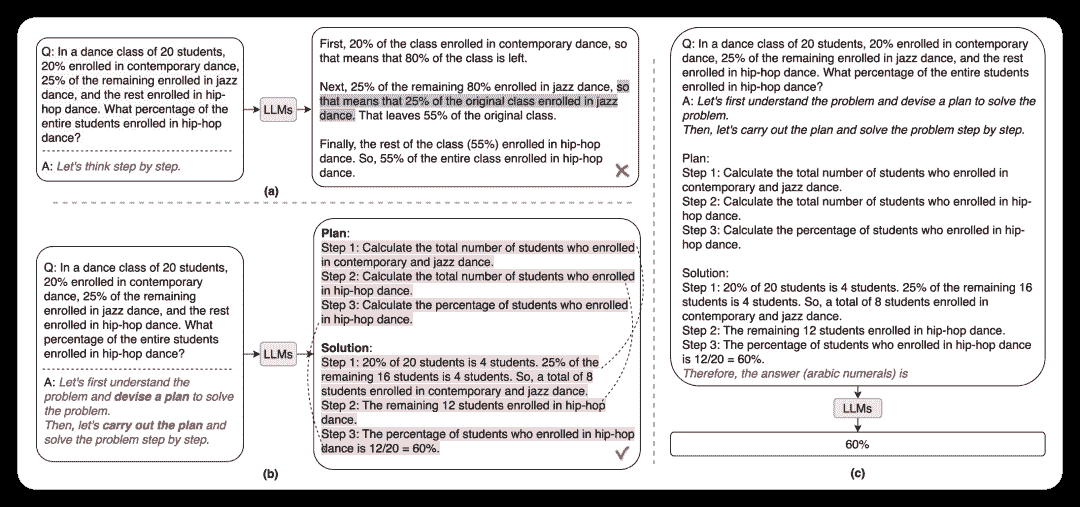 Q: In a dance class of 20 students,
20% enrolled in contemporary dance,
25% of the remaining enrolled in jazz
dance, and the rest enrolled in hip-
hop dance. What percentage of the
entire students enrolled in hip-hop
dance?
A: Let's think step by step.
LLMs
First, 20% of the class enrolled in contemporary dance, so
that means that 80% of the class is left.
Next, 25% of the remaining 80% enrolled in jazz dance, so
that means that 25% of the original class enrolled in jazz
dance. That leaves 55% of the original class.
Finally, the rest of the class (55%) enrolled in hip-hop
dance. So, 55% of the entire class enrolled in hip-hop
dance.
(a)
Q: In a dance class of 20 students,
20% enrolled in contemporary
dance, 25% of the remaining
enrolled in jazz dance, and the rest
enrolled in hip-hop dance. What
percentage of the entire students
enrolled in hip-hop dance?
A: Let's first understand the
problem and devise a plan to solve
the problem.
Then, let's carry out the plan and
solve the problem step by step.
LLMs
Plan:
Step 1: Calculate the total number of students who enrolled
in contemporary and jazz dance.
Step 2: Calculate the total number of students who enrolled
in hip-hop dance.
Step 3: Calculate the percentage of students who enrolled
in hip-hop dance.
Solution:
Step 1: 20% of 20 students is 4 students. 25% of the
remaining 16 students is 4 students. So, a total of 8
students enrolled in contemporary and jazz dance.
Step 2: The remaining 12 students enrolled in hip-hop
dance.
Step 3: The percentage of students who enrolled in hip-hop
dance is 12/20 = 60%.
(b)
Q: In a dance class of 20 students, 20% enrolled in contemporary
dance, 25% of the remaining enrolled in jazz dance, and the rest
enrolled in hip-hop dance. What percentage of the entire students
enrolled in hip-hop dance?
A: Let's first understand the problem and devise a plan to solve the
problem.
Then, let's carry out the plan and solve the problem step by step.
Plan:
Step 1: Calculate the total number of students who enrolled in
contemporary and jazz dance.
Step 2: Calculate the total number of students who enrolled in hip-
hop dance.
Step 3: Calculate the percentage of students who enrolled in hip-
hop dance.
Solution:
Step 1: 20% of 20 students is 4 students. 25% of the remaining 16
students is 4 students. So, a total of 8 students enrolled in
contemporary and jazz dance.
Step 2: The remaining 12 students enrolled in hip-hop dance.
Step 3: The percentage of students who enrolled in hip-hop dance
is 12/20 = 60%.
Therefore, the answer (arabic numerals) is
LLMs
60%
(c)